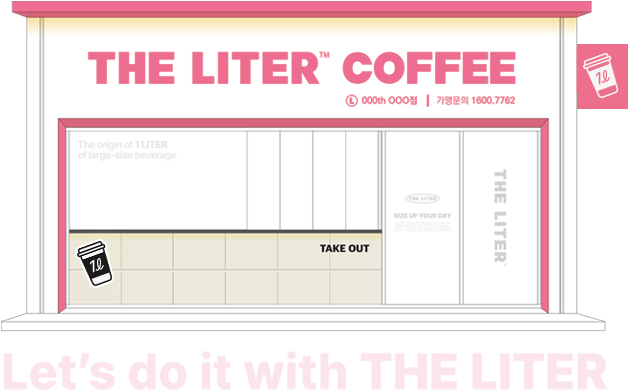 THE LITER™ COFFEE
Ⓛ 000th OOO점 | 가맹문의 1600.7762
1l
The origin of 1 LITER
of large-size beverage
THE LITER
SIZE UP YOUR DAY
THE LITER
TAKE OUT
1l
Let's do it with THE LITER